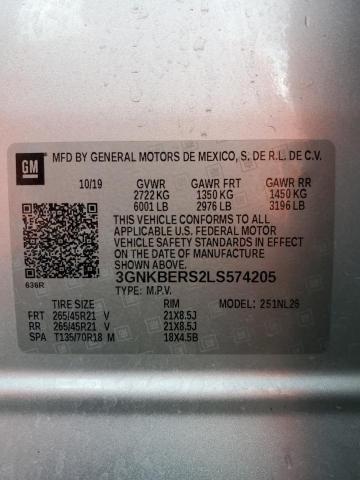 GM
MFD BY GENERAL MOTORS DE MEXICO, S. DE R.L. DE C.V.
10/19 GVWR GAWR FRT GAWR RR
2722 KG 1350 KG 1450 KG
6001 LB 2976 LB 3196 LB
THIS VEHICLE CONFORMS TO ALL
APPLICABLE U.S. FEDERAL MOTOR
VEHICLE SAFETY STANDARDS IN EFFECT
ON THE DATE OF MANUFACTURE SHOWN ABOVE.
3GNKBERS2LS574205
636R
TYPE: M.P.V.
TIRE SIZE RIM MODEL: 251NL26
FRT 265/45R21 V 21X8.5J
RR 265/45R21 V 21X8.5J
SPA T135/70R18 M 18X4.5B